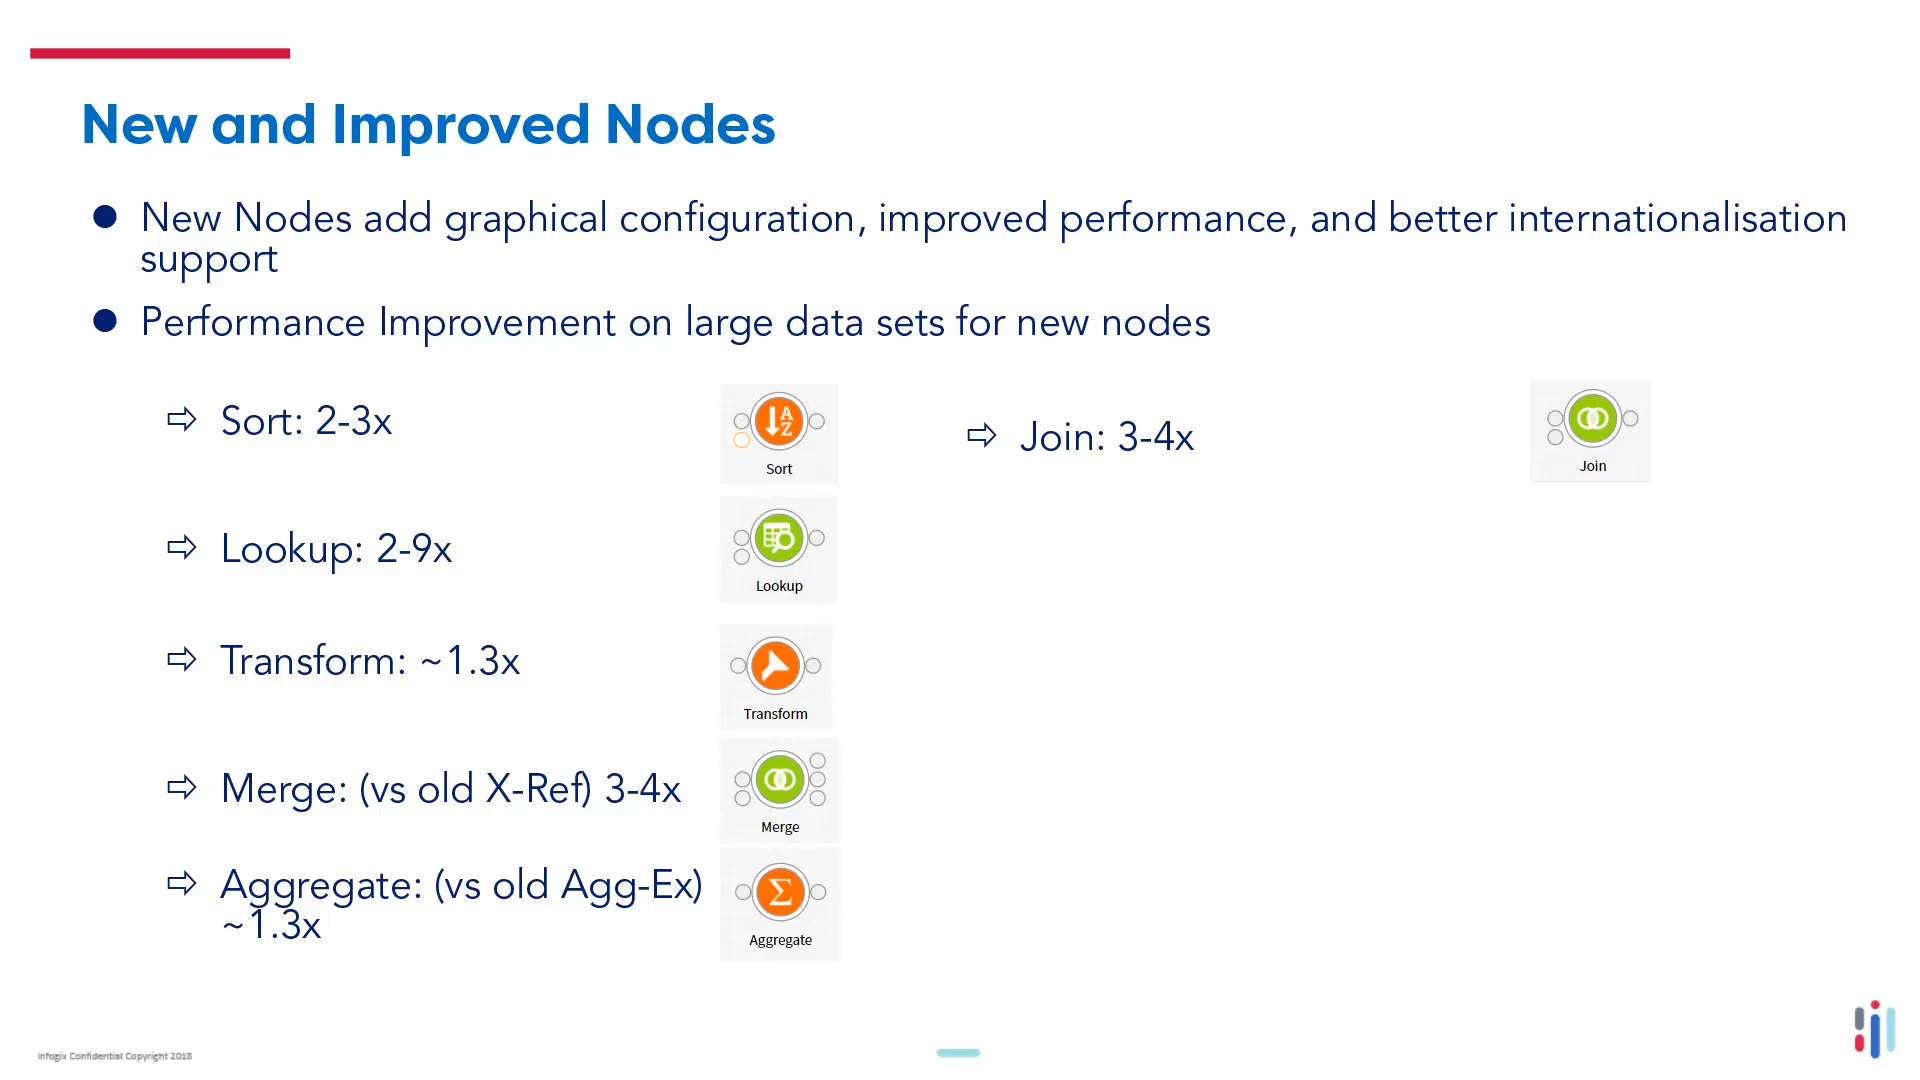 New and Improved Nodes
● New Nodes add graphical configuration, improved performance, and better internationalisation
support
● Performance Improvement on large data sets for new nodes
⇨ Sort: 2-3x
Sort
⇨ Lookup: 2-9x
Lookup
⇨ Transform: ~1.3x
Transform
⇨ Merge: (vs old X-Ref) 3-4x
Merge
⇨ Aggregate: (vs old Agg-Ex)
~1.3x
Aggregate
⇨ Join: 3-4x
Join
Infogix Confidential Copyright 2018